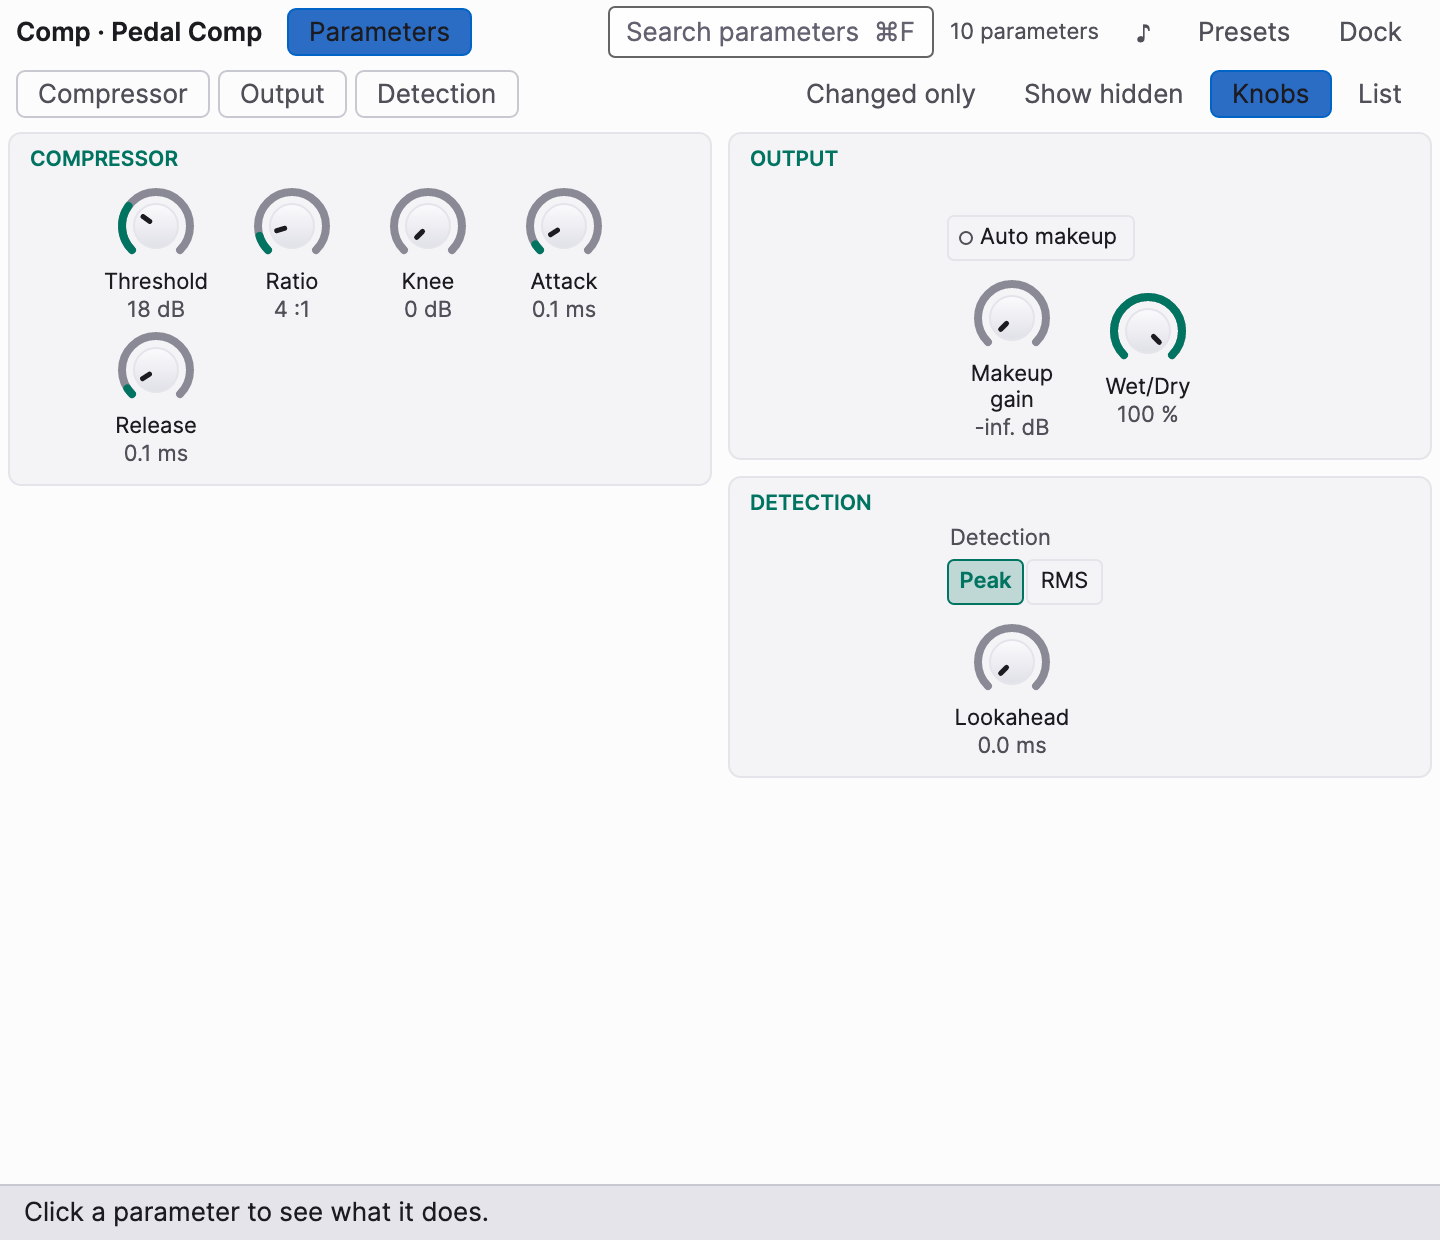 Comp · Pedal Comp
Parameters
Search parameters ⌘F
10 parameters
♪
Presets
Dock
Compressor
Output
Detection
Changed only
Show hidden
Knobs
List
COMPRESSOR
Threshold
18 dB
Ratio
4 :1
Knee
0 dB
Attack
0.1 ms
Release
0.1 ms
OUTPUT
Auto makeup
Makeup
gain
-inf. dB
Wet/Dry
100 %
DETECTION
Detection
Peak
RMS
Lookahead
0.0 ms
Click a parameter to see what it does.